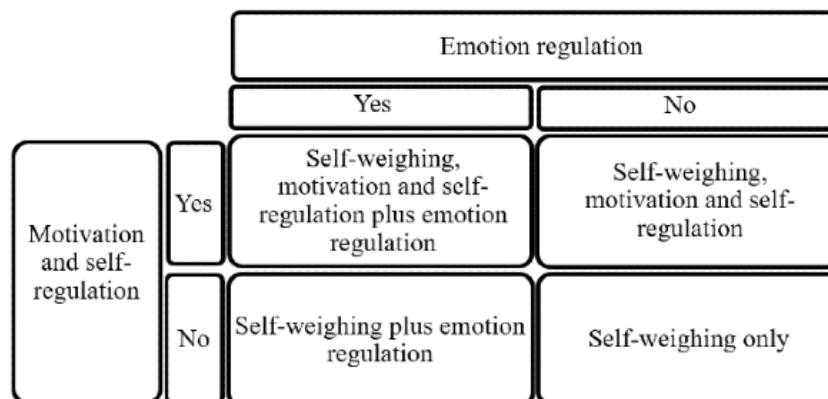 Emotion regulation
Yes
No
Motivation
and self-
regulation
Yes
Self-weighing,
motivation and self-
regulation plus emotion
regulation
Self-weighing,
motivation and self-
regulation
No
Self-weighing plus emotion
regulation
Self-weighing only